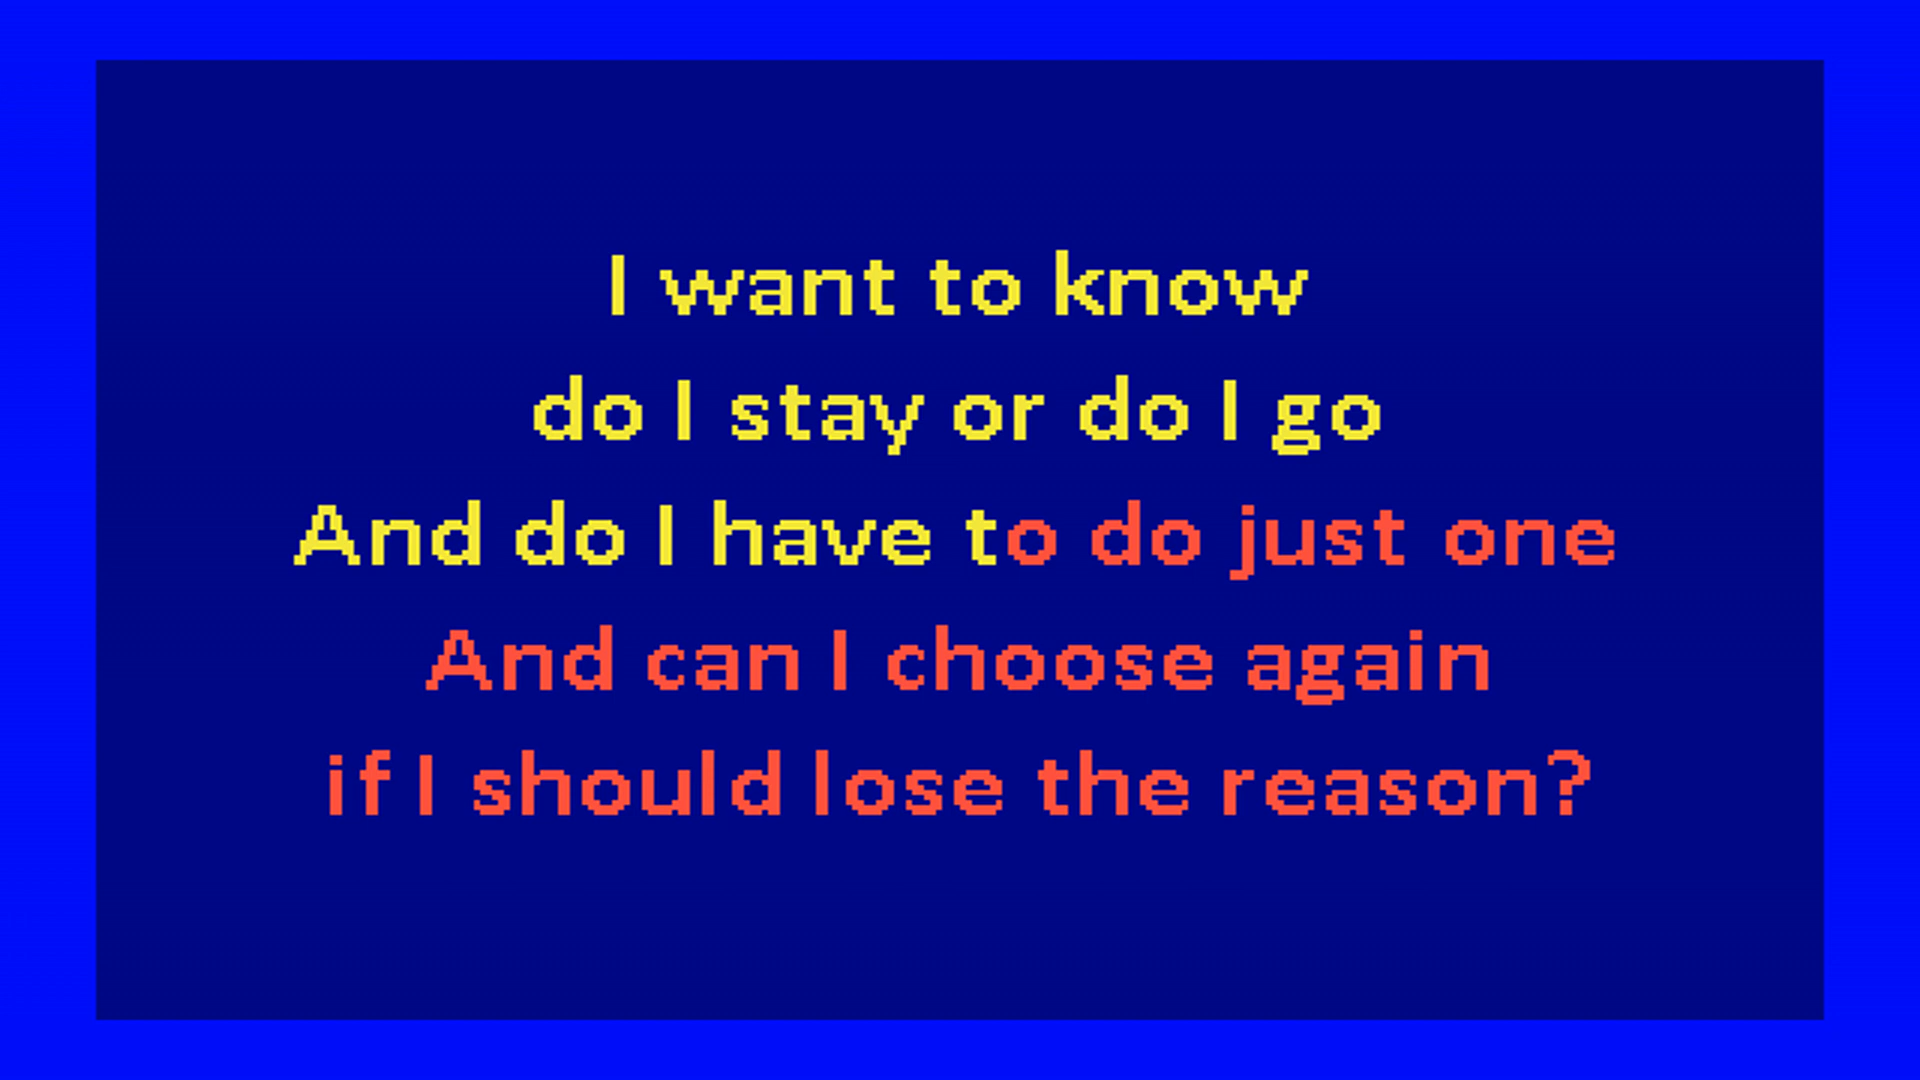 I want to know
do I stay or do I go
And do I have to do just one
And can I choose again
if I should lose the reason?